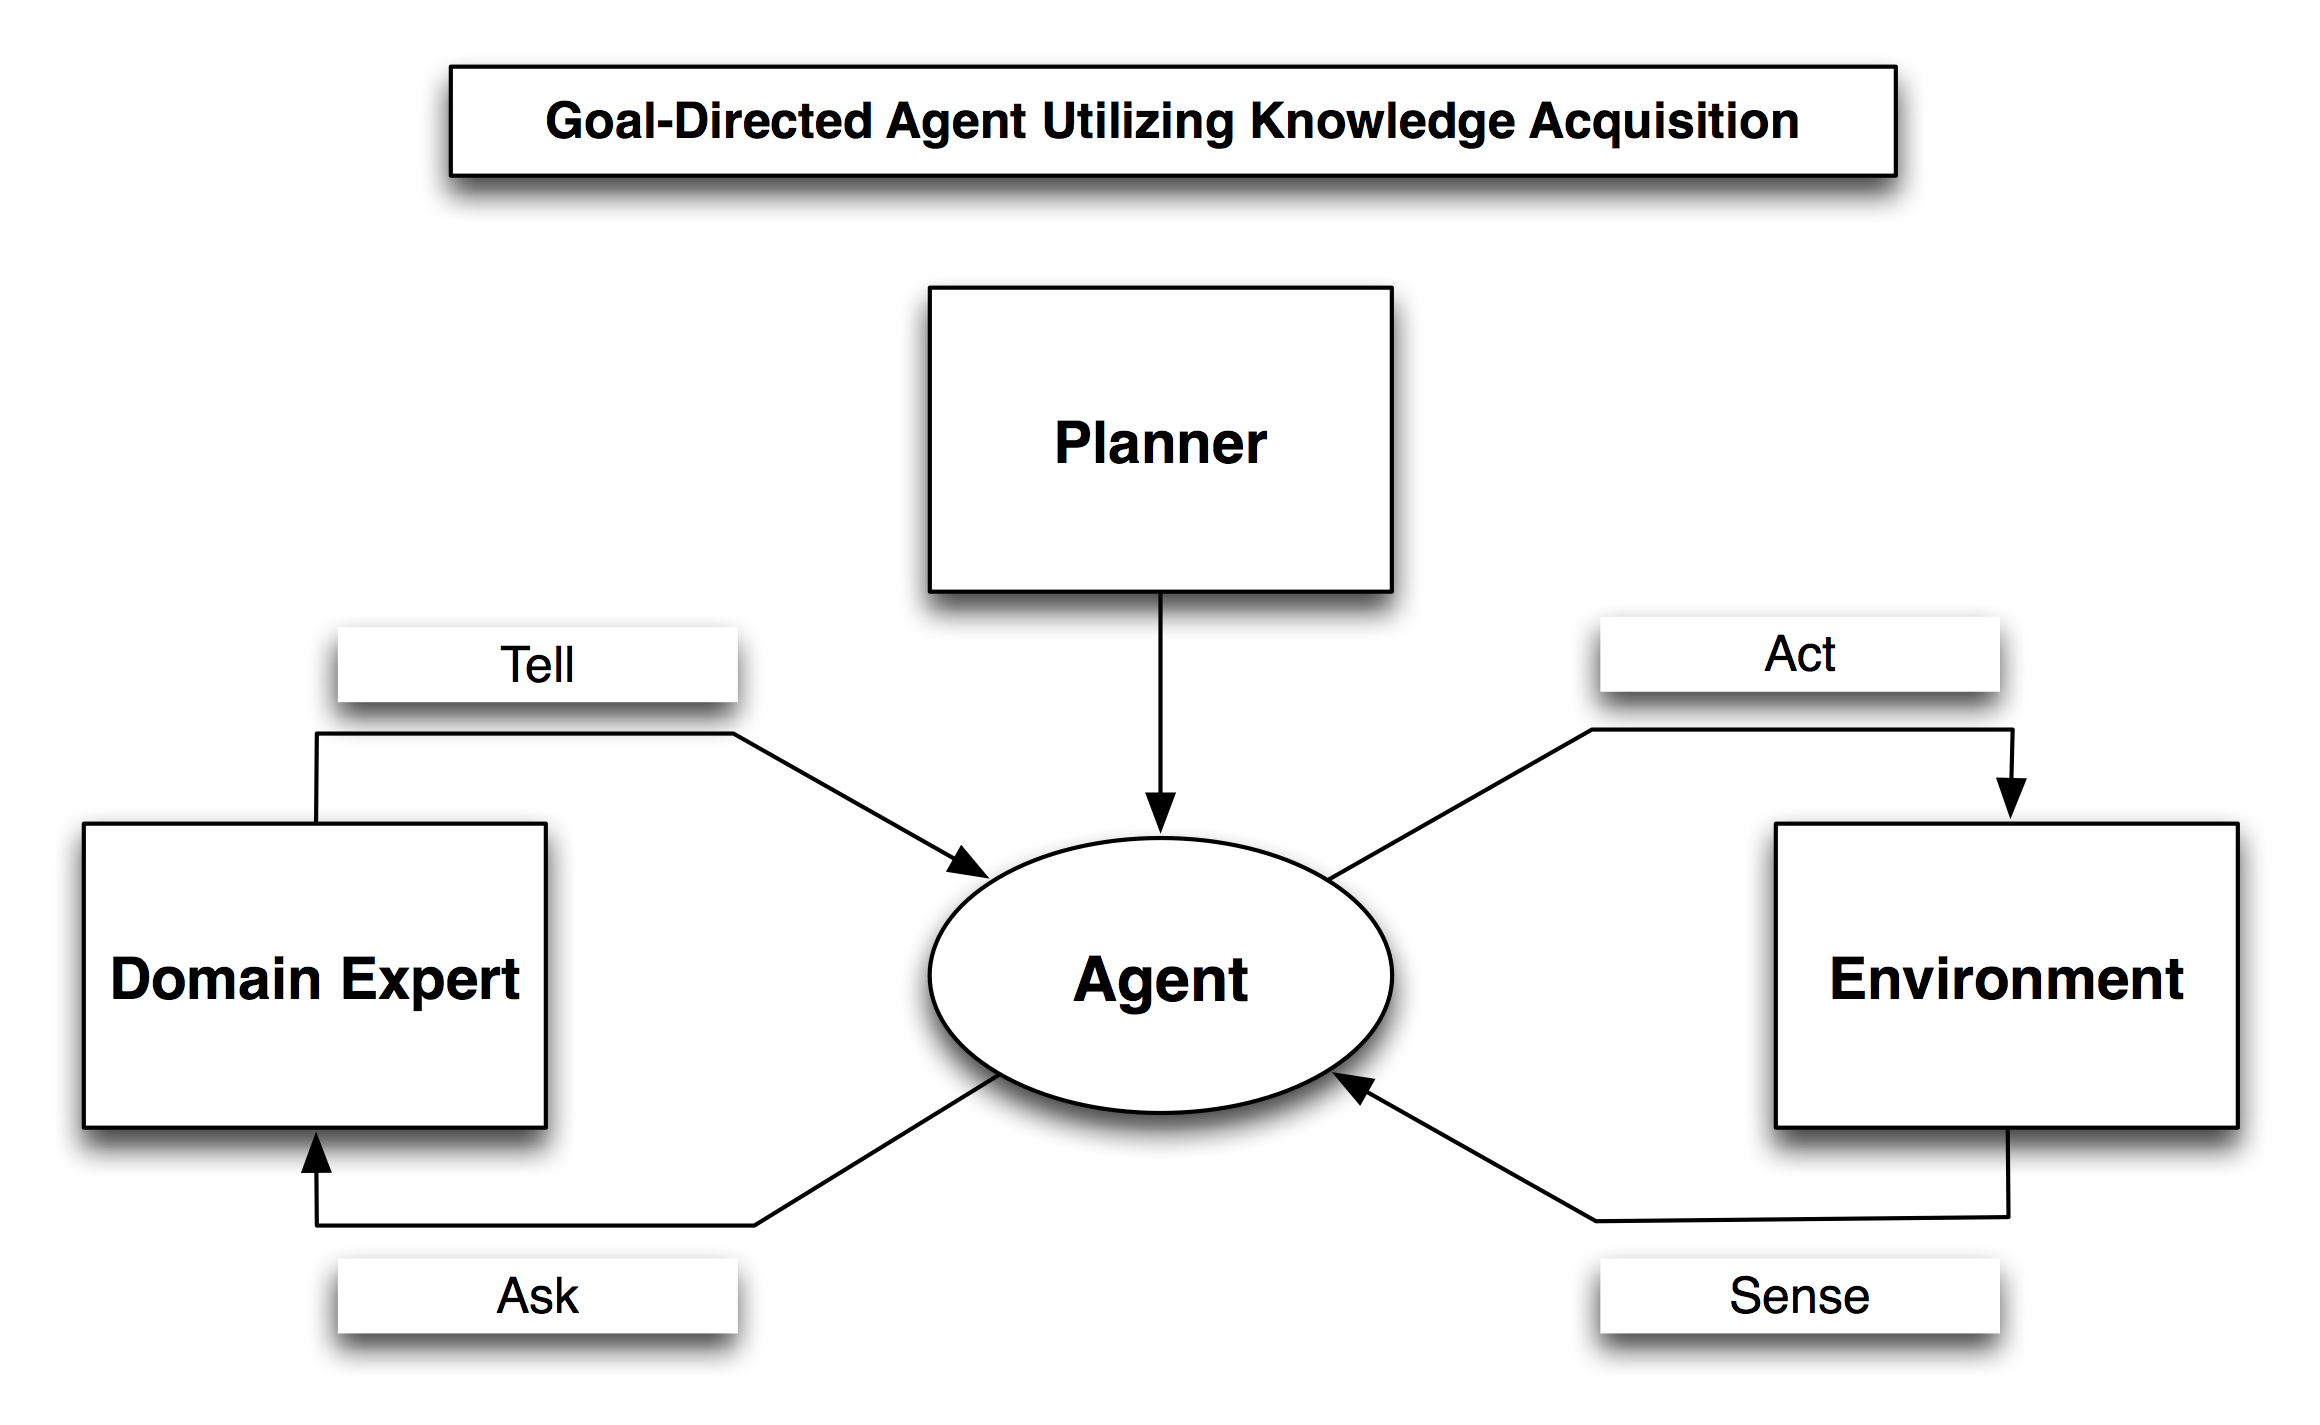 Goal-Directed Agent Utilizing Knowledge Acquisition
Planner
Tell
Act
Domain Expert
Agent
Environment
Ask
Sense